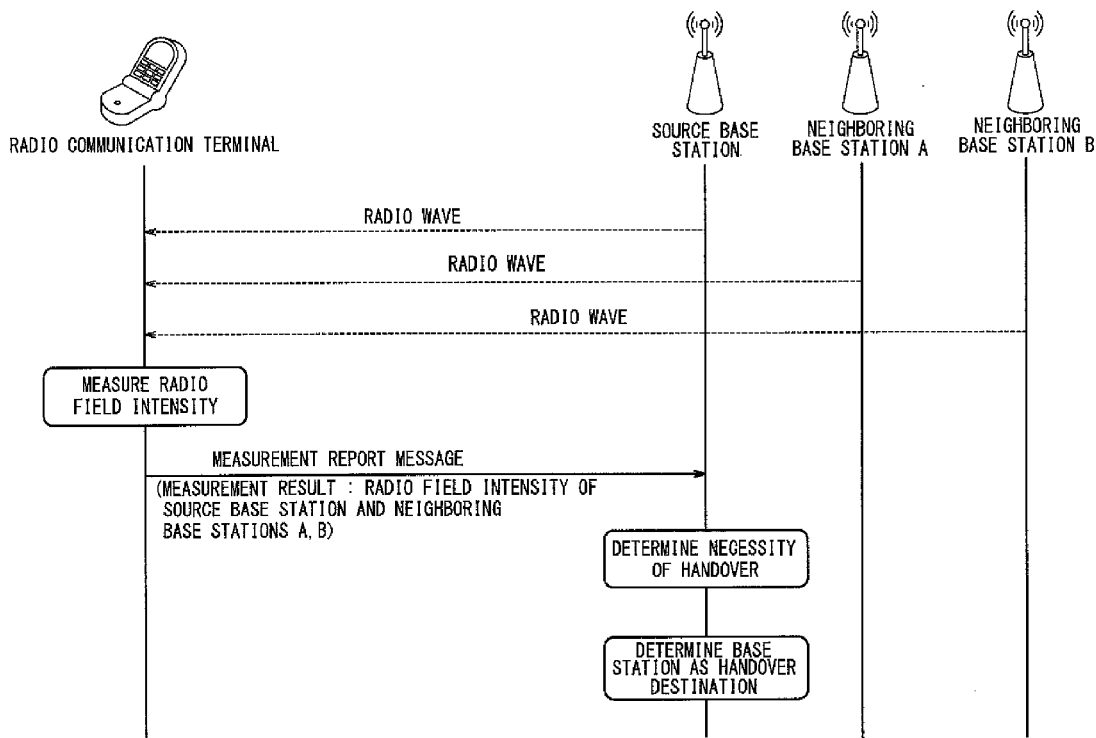 RADIO COMMUNICATION TERMINAL
SOURCE BASE
STATION
NEIGHBORING
BASE STATION A
NEIGHBORING
BASE STATION B
RADIO WAVE
RADIO WAVE
RADIO WAVE
MEASURE RADIO
FIELD INTENSITY
MEASUREMENT REPORT MESSAGE
(MEASUREMENT RESULT : RADIO FIELD INTENSITY OF
SOURCE BASE STATION AND NEIGHBORING
BASE STATIONS A, B)
DETERMINE NECESSITY
OF HANDOVER
DETERMINE BASE
STATION AS HANDOVER
DESTINATION